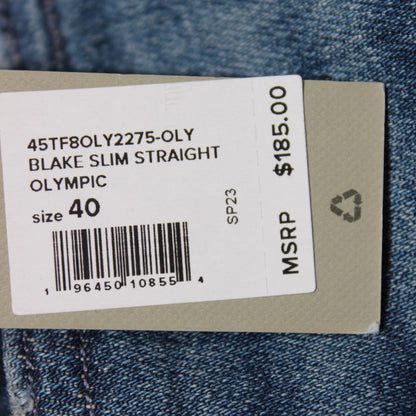 45TF8OLY2275-OLY
BLAKE SLIM STRAIGHT
OLYMPIC
size 40
SP23
MSRP $185.00
1 96450 10855 4